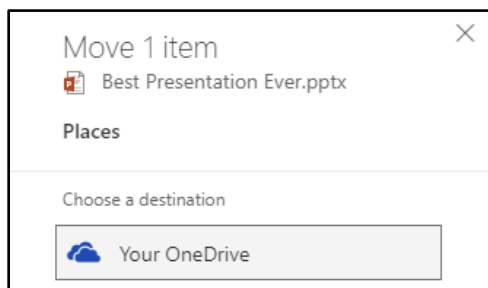 Move 1 item
Best Presentation Ever.pptx
Places
Choose a destination
Your OneDrive